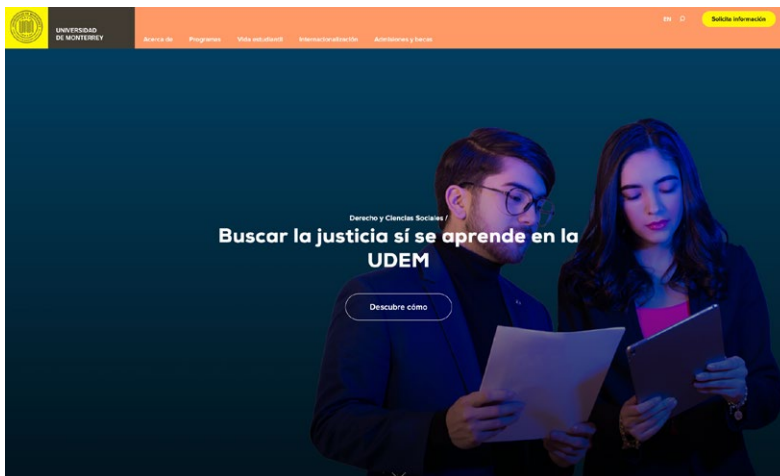 UNIVERSIDAD
DE MONTERREY
EN
Solicita información
Acerca de
Programas
Vida estudiantil
Internacionalización
Admisiones y becas
Derecho y Ciencias Sociales /
Buscar la justicia sí se aprende en la
UDEM
Descubre cómo